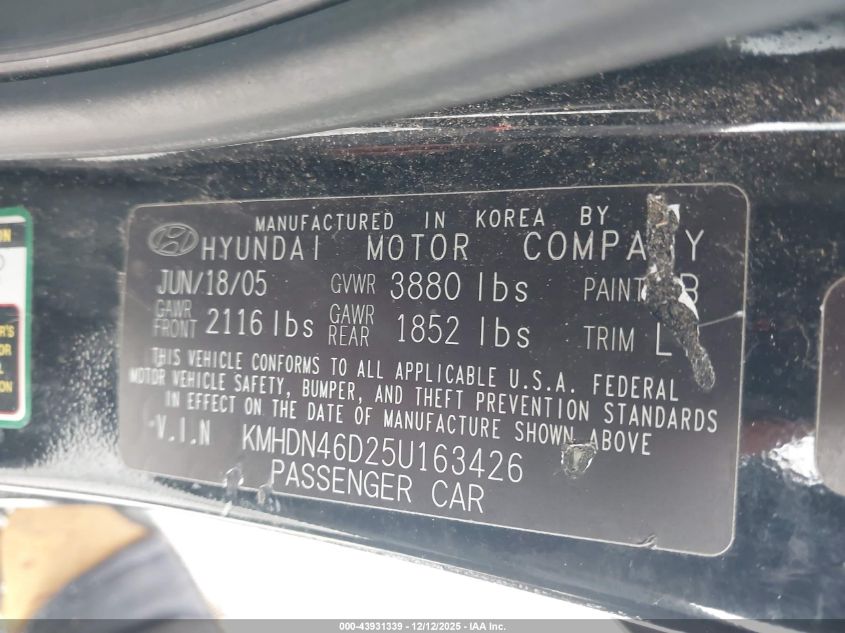 MANUFACTURED IN KOREA BY
HYUNDAI MOTOR COMPANY
JUN/18/05 GVWR 3880 lbs PAINT B
GAWR FRONT 2116 lbs GAWR REAR 1852 lbs TRIM L
THIS VEHICLE CONFORMS TO ALL APPLICABLE U.S.A. FEDERAL
MOTOR VEHICLE SAFETY, BUMPER, AND THEFT PREVENTION STANDARDS
IN EFFECT ON THE DATE OF MANUFACTURE SHOWN ABOVE
V.I.N KMHDN46D25U163426
PASSENGER CAR
000-43931339 - 12/12/2025 - IAA Inc.